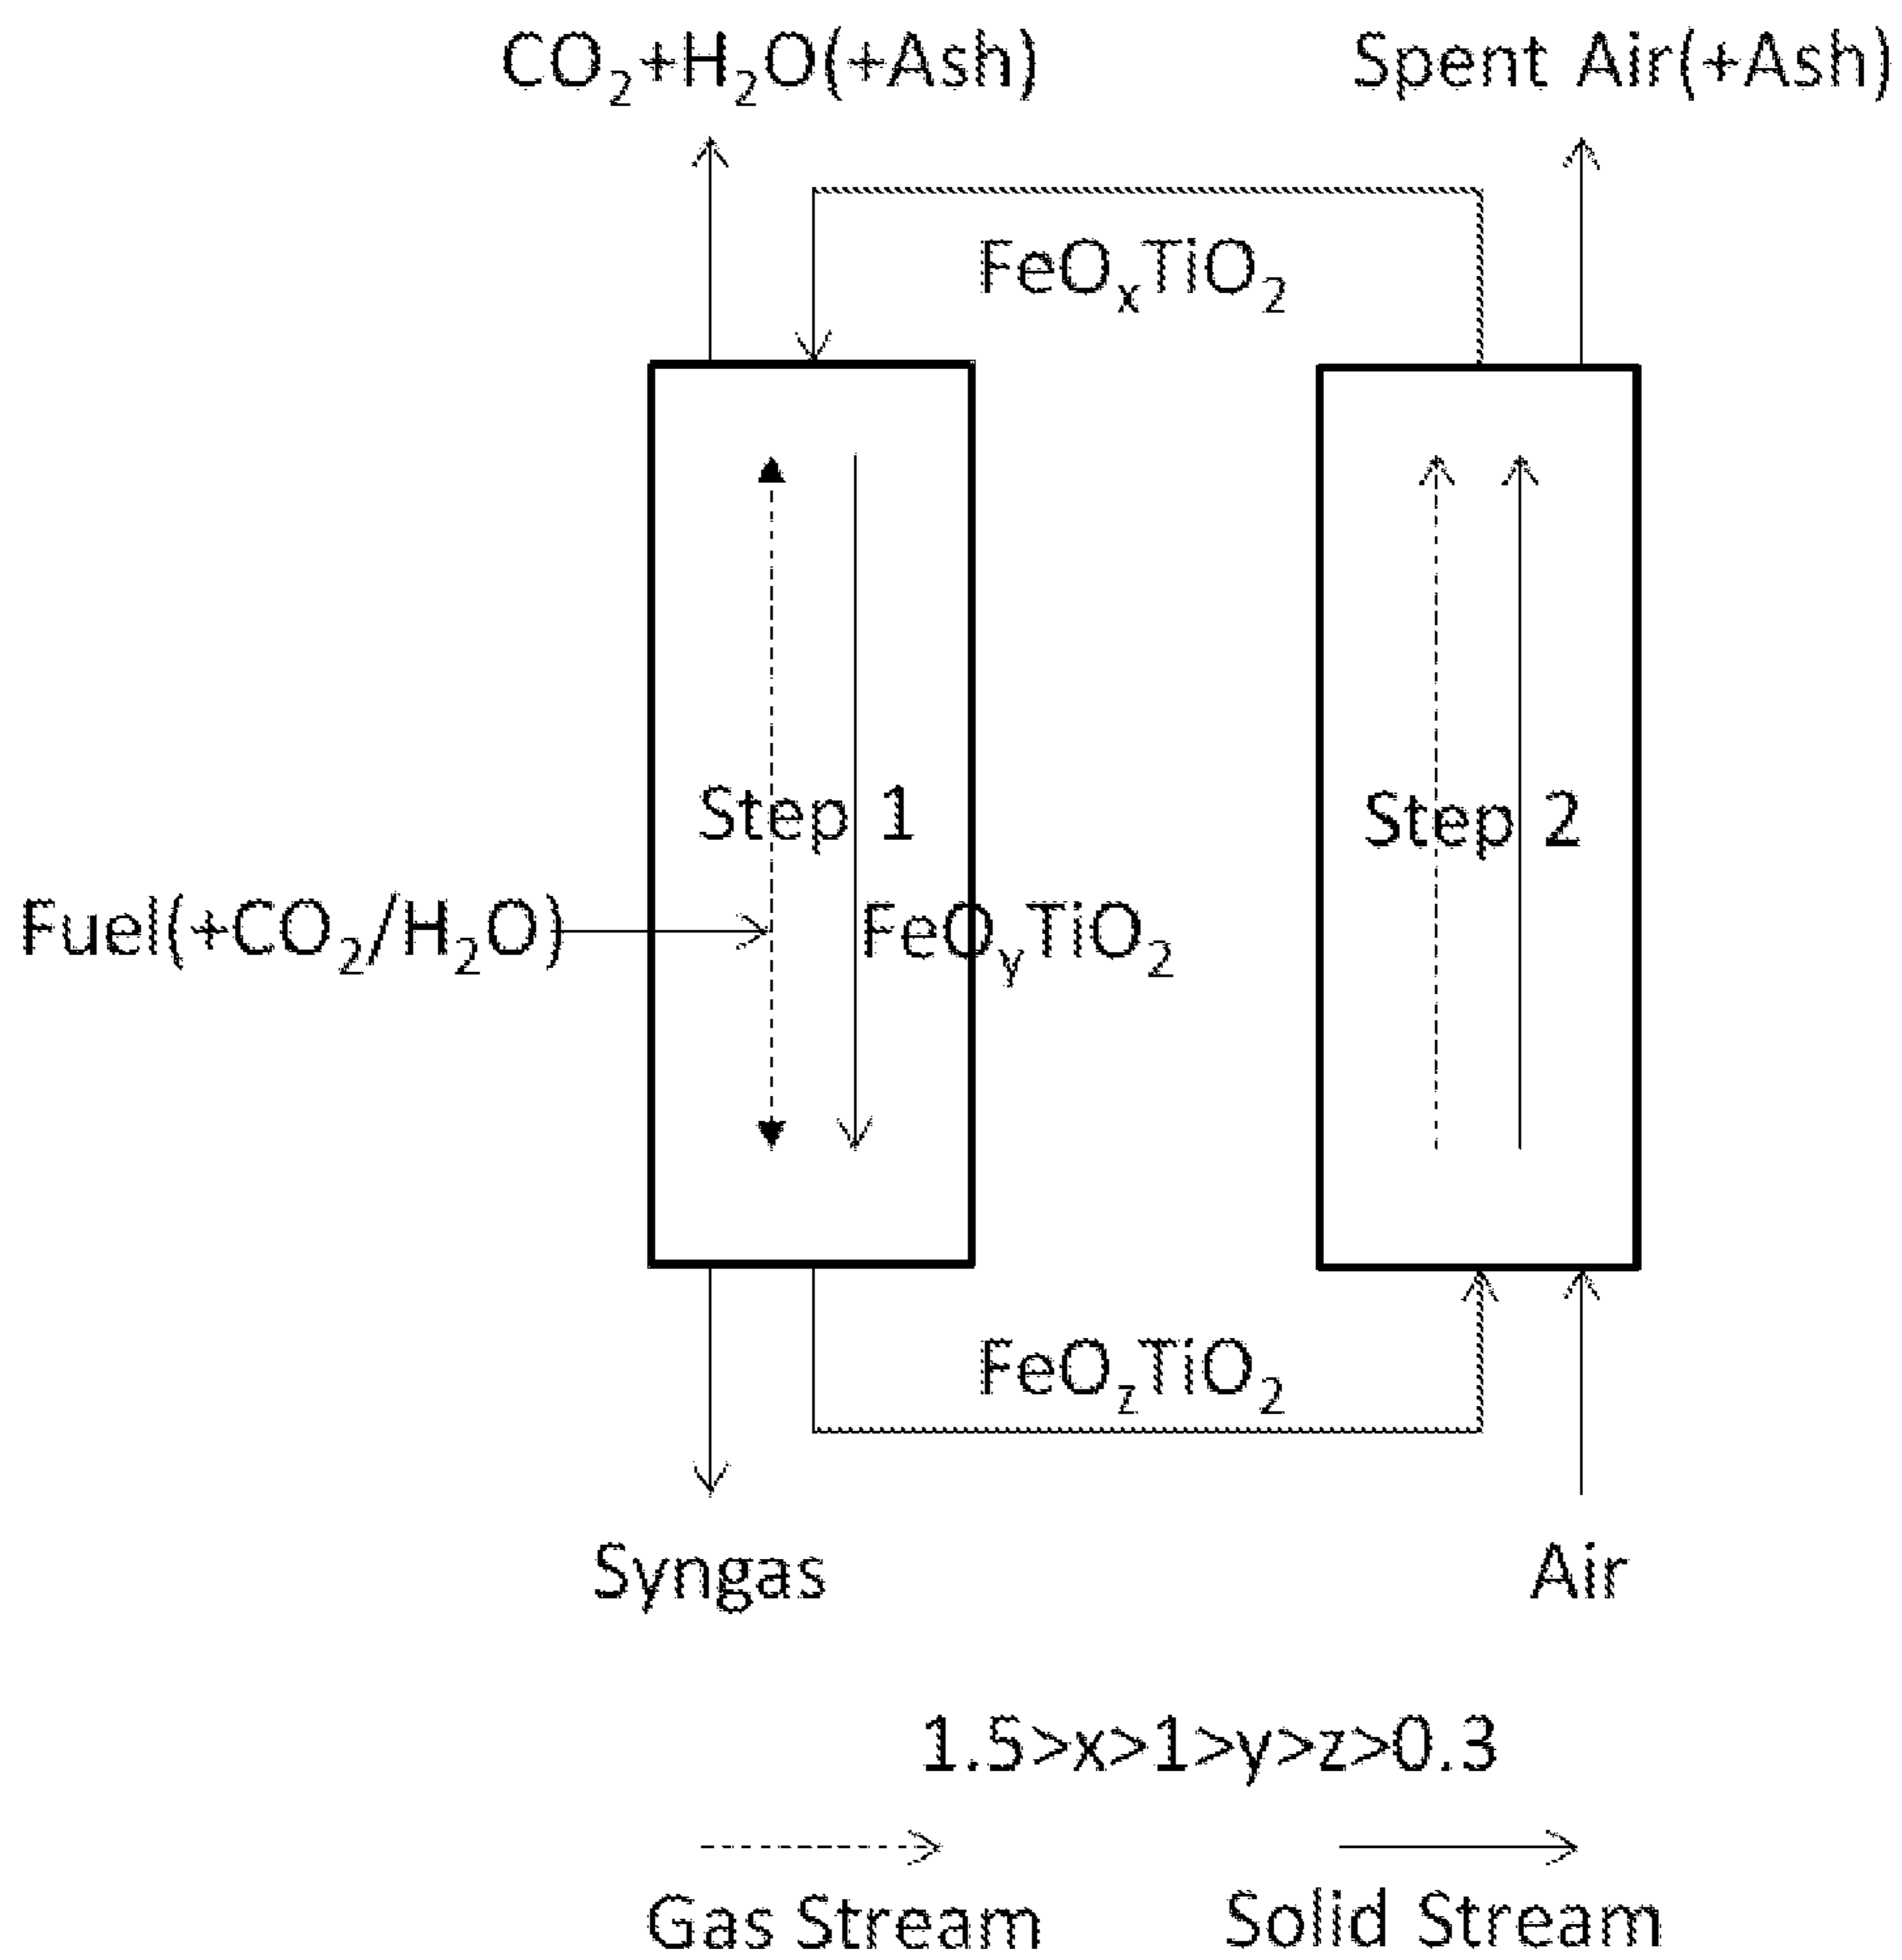 CO₂+H₂O(+Ash)
Spent Air(+Ash)
FeOₓTiO₂
Step 1
Step 2
Fuel(+CO₂/H₂O)
FeOyTiO₂
FeOzTiO₂
Syngas
Air
1.5>x>1>y>z>0.3
Gas Stream
Solid Stream